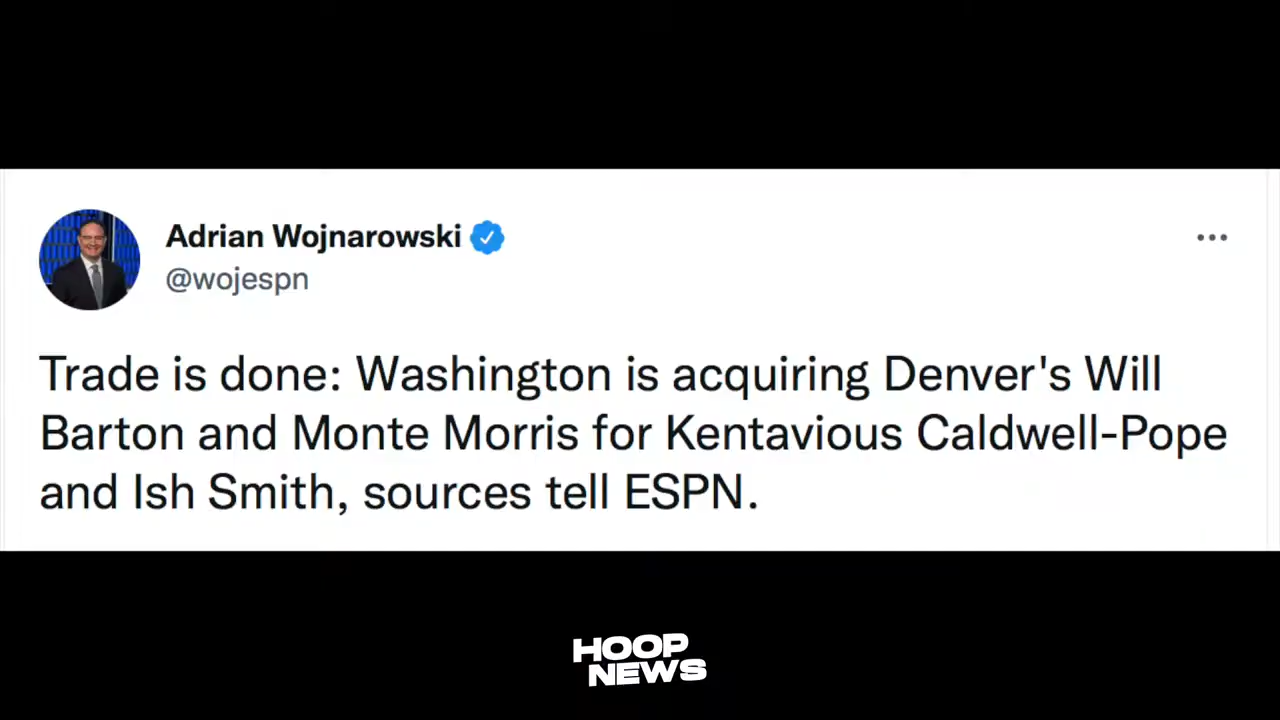 Adrian Wojnarowski
@wojespn
Trade is done: Washington is acquiring Denver's Will
Barton and Monte Morris for Kentavious Caldwell-Pope
and Ish Smith, sources tell ESPN.
HOOP
NEWS